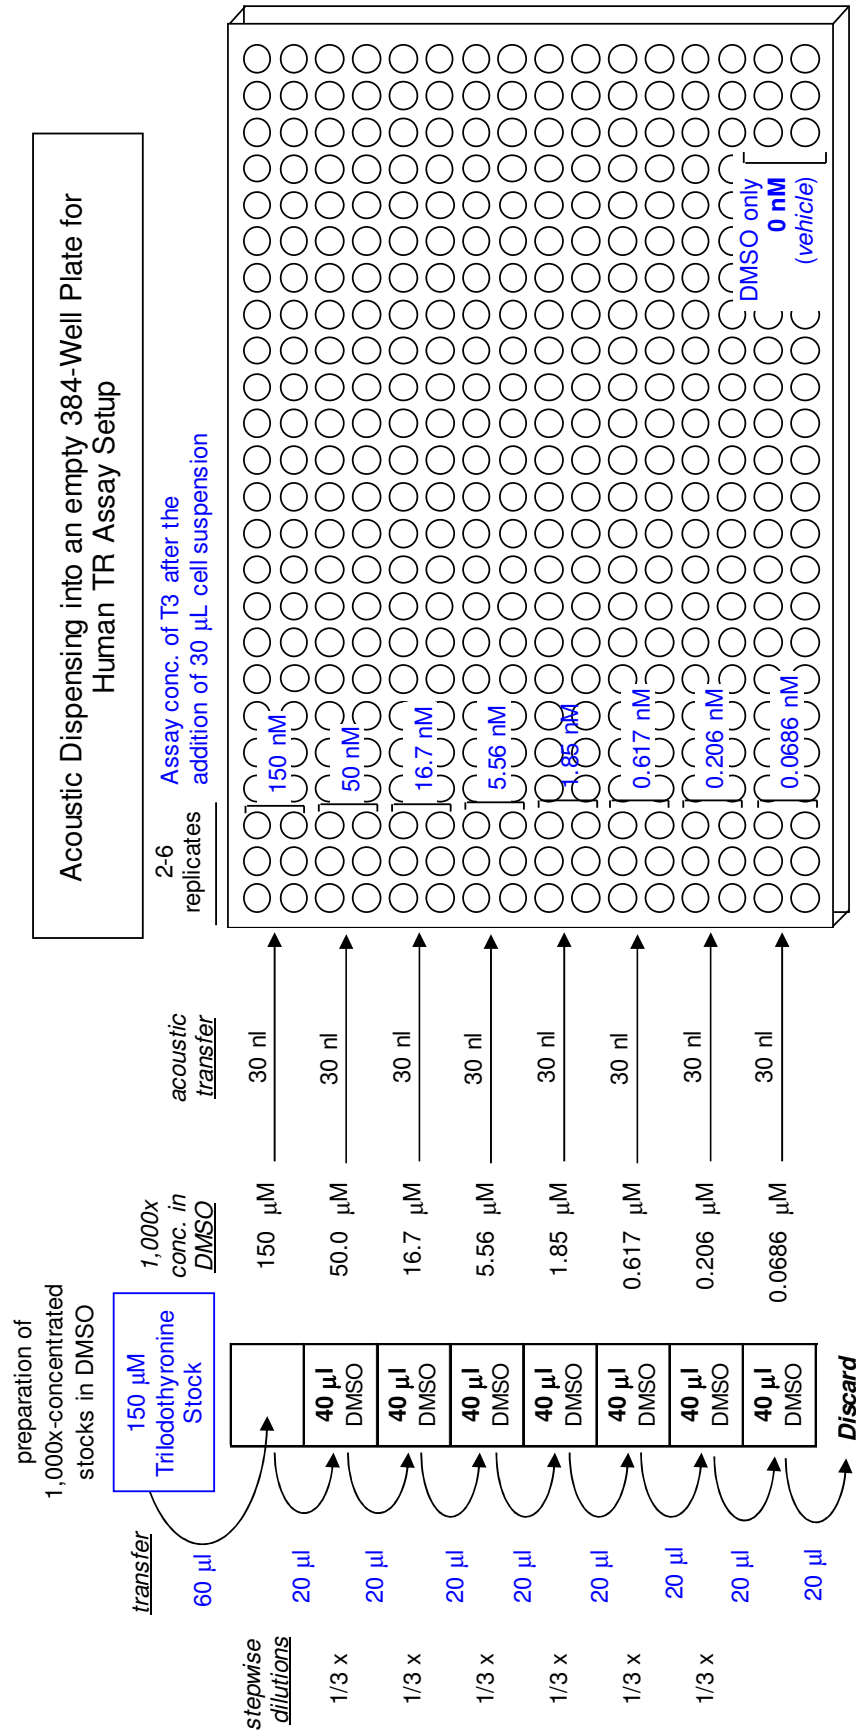 Acoustic Dispensing into an empty 384-Well Plate for
Human TR Assay Setup
preparation of
1,000x-concentrated
stocks in DMSO
150 µM
TriIodothyronine
Stock
transfer
60 µl
20 µl
20 µl
20 µl
20 µl
20 µl
20 µl
20 µl
20 µl
stepwise
dilutions
1/3 x
1/3 x
1/3 x
1/3 x
1/3 x
1/3 x
40 µl
DMSO
40 µl
DMSO
40 µl
DMSO
40 µl
DMSO
40 µl
DMSO
40 µl
DMSO
40 µl
DMSO
Discard
1,000x
conc. in
DMSO
150 µM
50.0 µM
16.7 µM
5.56 µM
1.85 µM
0.617 µM
0.206 µM
0.0686 µM
acoustic
transfer
30 nl
30 nl
30 nl
30 nl
30 nl
30 nl
30 nl
30 nl
2-6
replicates
Assay conc. of T3 after the
addition of 30 µL cell suspension
150 nM
50 nM
16.7 nM
5.56 nM
1.85 nM
0.617 nM
0.206 nM
0.0686 nM
DMSO only
0 nM
(vehicle)